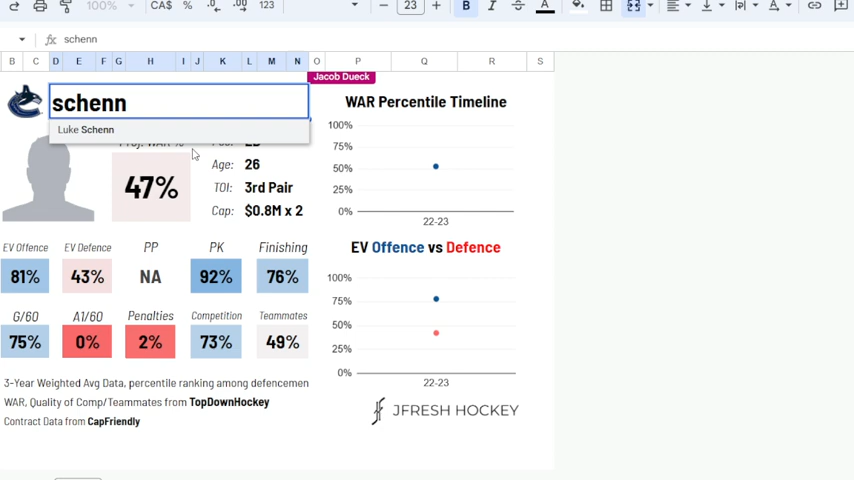 100% CA$ % .0 .00 123 23 B I A
fx schenn
B C D E F G H I J K L M N O P Q R S
Jacob Dueck
schenn
Luke Schenn
47%
Age: 26
TOI: 3rd Pair
Cap: $0.8M x 2
EV Offence EV Defence PP PK Finishing
81% 43% NA 92% 76%
G/60 A1/60 Penalties Competition Teammates
75% 0% 2% 73% 49%
3-Year Weighted Avg Data, percentile ranking among defencemen
WAR, Quality of Comp/Teammates from TopDownHockey
Contract Data from CapFriendly
WAR Percentile Timeline
100%
75%
50%
25%
0%
22-23
EV Offence vs Defence
100%
75%
50%
25%
0%
22-23
JFRESH HOCKEY